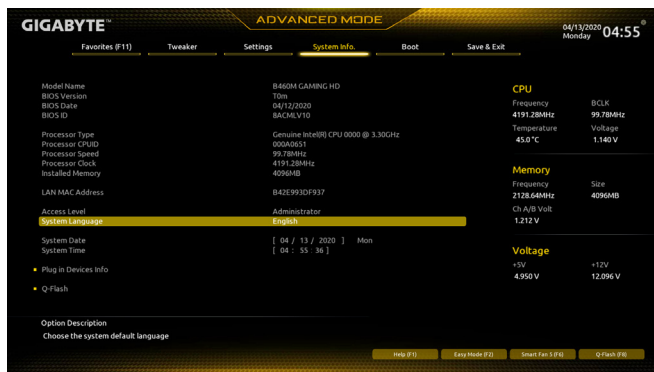 GIGABYTE™
ADVANCED MODE
04/13/2020
Monday
04:55
Favorites (F11) Tweaker Settings System Info. Boot Save & Exit
Model Name B460M GAMING HD
BIOS Version T0m
BIOS Date 04/12/2020
BIOS ID 8ACMLV10
Processor Type Genuine Intel(R) CPU 0000 @ 3.30GHz
Processor CPUID 000A0651
Processor Speed 99.78MHz
Processor Clock 4191.28MHz
Installed Memory 4096MB
LAN MAC Address B42E993DF937
Access Level Administrator
System Language English
System Date [ 04 / 13 / 2020 ] Mon
System Time [ 04 : 55 : 36 ]
Plug in Devices Info
Q-Flash
CPU
Frequency BCLK
4191.28MHz 99.78MHz
Temperature Voltage
45.0 °C 1.140 V
Memory
Frequency Size
2128.64MHz 4096MB
Ch A/B Volt
1.212 V
Voltage
+5V +12V
4.950 V 12.096 V
Option Description
Choose the system default language
Help (F1) Easy Mode (F2) Smart Fan 5 (F6) Q-Flash (F8)